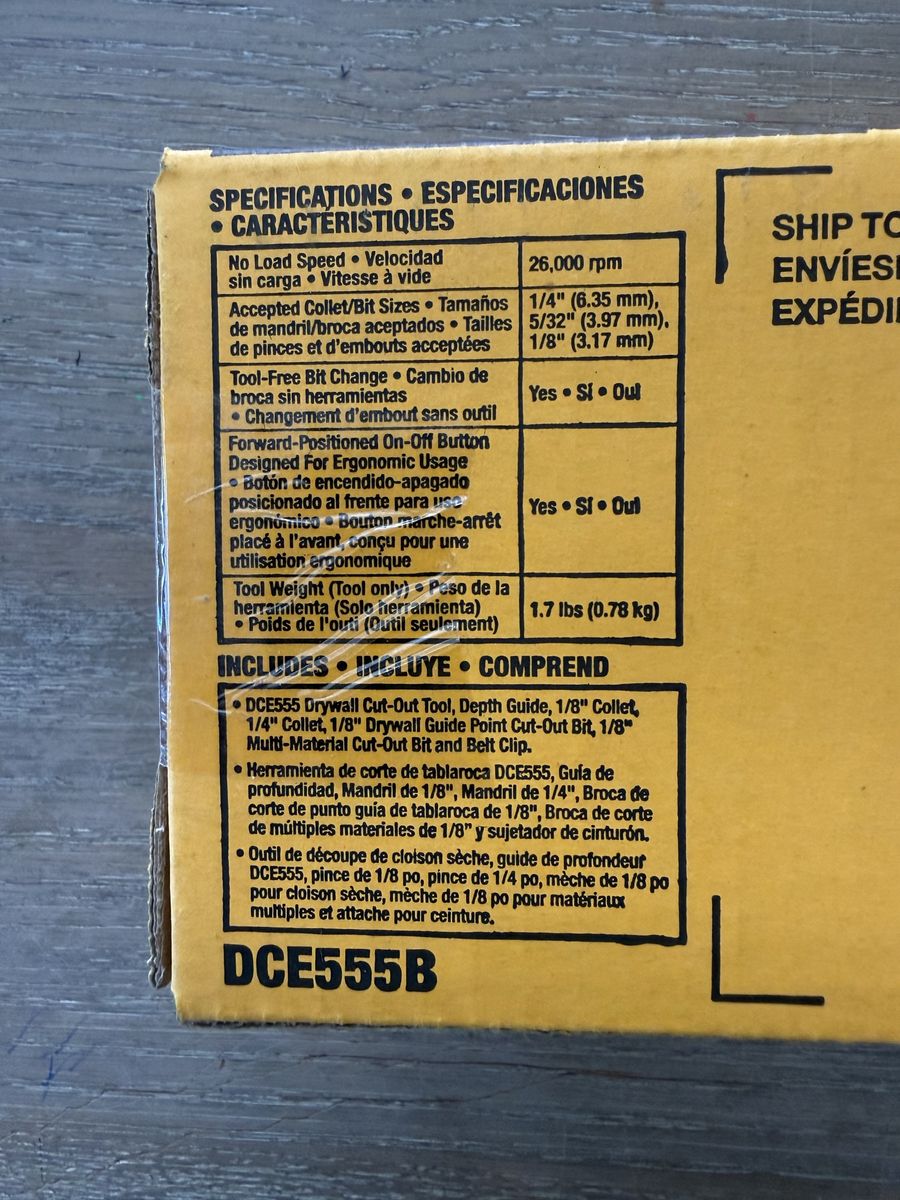 SPECIFICATIONS • ESPECIFICACIONES
• CARACTÉRISTIQUES
No Load Speed • Velocidad
sin carga • Vitesse à vide
26,000 rpm
Accepted Collet/Bit Sizes • Tamaños
de mandril/broca aceptados • Tailles
de pinces et d'embouts acceptées
1/4" (6.35 mm),
5/32" (3.97 mm),
1/8" (3.17 mm)
Tool-Free Bit Change • Cambio de
broca sin herramientas
• Changement d'embout sans outil
Yes • Sí • Oui
Forward-Positioned On-Off Button
Designed For Ergonomic Usage
• Botón de encendido-apagado
posicionado al frente para uso
ergonómico • Bouton marche-arrêt
placé à l'avant, conçu pour une
utilisation ergonomique
Yes • Sí • Oui
Tool Weight (Tool only) • Peso de la
herramienta (Solo herramienta)
• Poids de l'outi (Outil seulement)
1.7 lbs (0.78 kg)
INCLUDES • INCLUYE • COMPREND
• DCE555 Drywall Cut-Out Tool, Depth Guide, 1/8" Collet,
1/4" Collet, 1/8" Drywall Guide Point Cut-Out Bit, 1/8"
Multi-Material Cut-Out Bit and Belt Clip.
• Herramienta de corte de tablaroca DCE555, Guía de
profundidad, Mandril de 1/8", Mandril de 1/4", Broca de
corte de punto guía de tablaroca de 1/8", Broca de corte
de múltiples materiales de 1/8" y sujetador de cinturón.
• Outil de découpe de cloison sèche, guide de profondeur
DCE555, pince de 1/8 po, pince de 1/4 po, mèche de 1/8 po
pour cloison sèche, mèche de 1/8 po pour matériaux
multiples et attache pour ceinture.
DCE555B
SHIP TO
ENVÍES
EXPÉDI